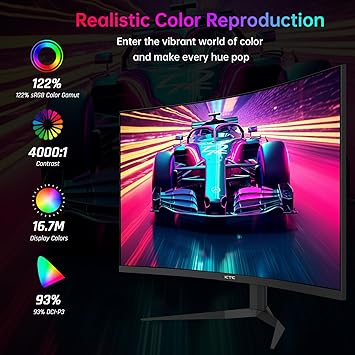 Realistic Color Reproduction
Enter the vibrant world of color
and make every hue pop
122%
122% sRGB Color Gamut
4000:1
Contrast
16.7M
Display Colors
93%
93% DCI-P3
KTC